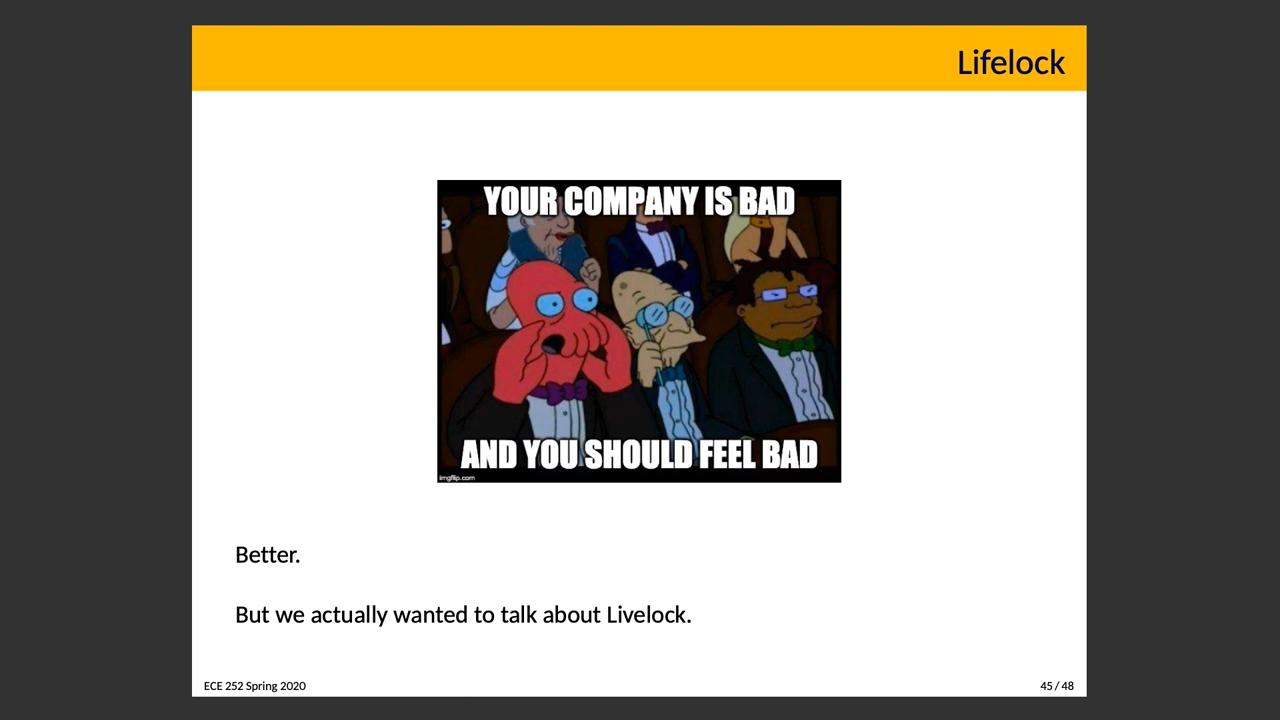 Lifelock
YOUR COMPANY IS BAD
AND YOU SHOULD FEEL BAD
imgflip.com
Better.
But we actually wanted to talk about Livelock.
ECE 252 Spring 2020
45 / 48